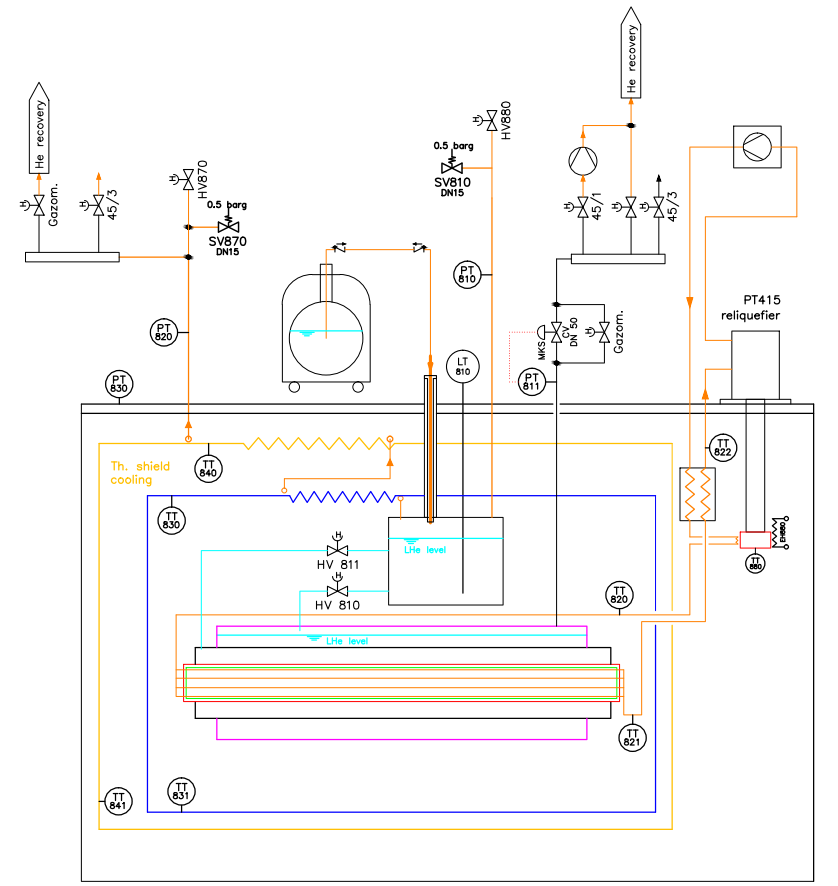 He recovery
He recovery
HV880
HV870
Gazom.
45/3
0.5 barg
SV870
DN15
0.5 barg
SV810
DN15
45/1
45/3
PT
810
PT
820
MKS
CV
DN 50
Gazom.
PT415
reliquefier
LT
810
PT
811
PT
830
TT
840
TT
822
Th. shield
cooling
TT
830
EH880
TT
880
LHe level
HV 811
HV 810
TT
820
LHe level
TT
821
TT
831
TT
841
H
H
H
H
H
H
H
H
H
H